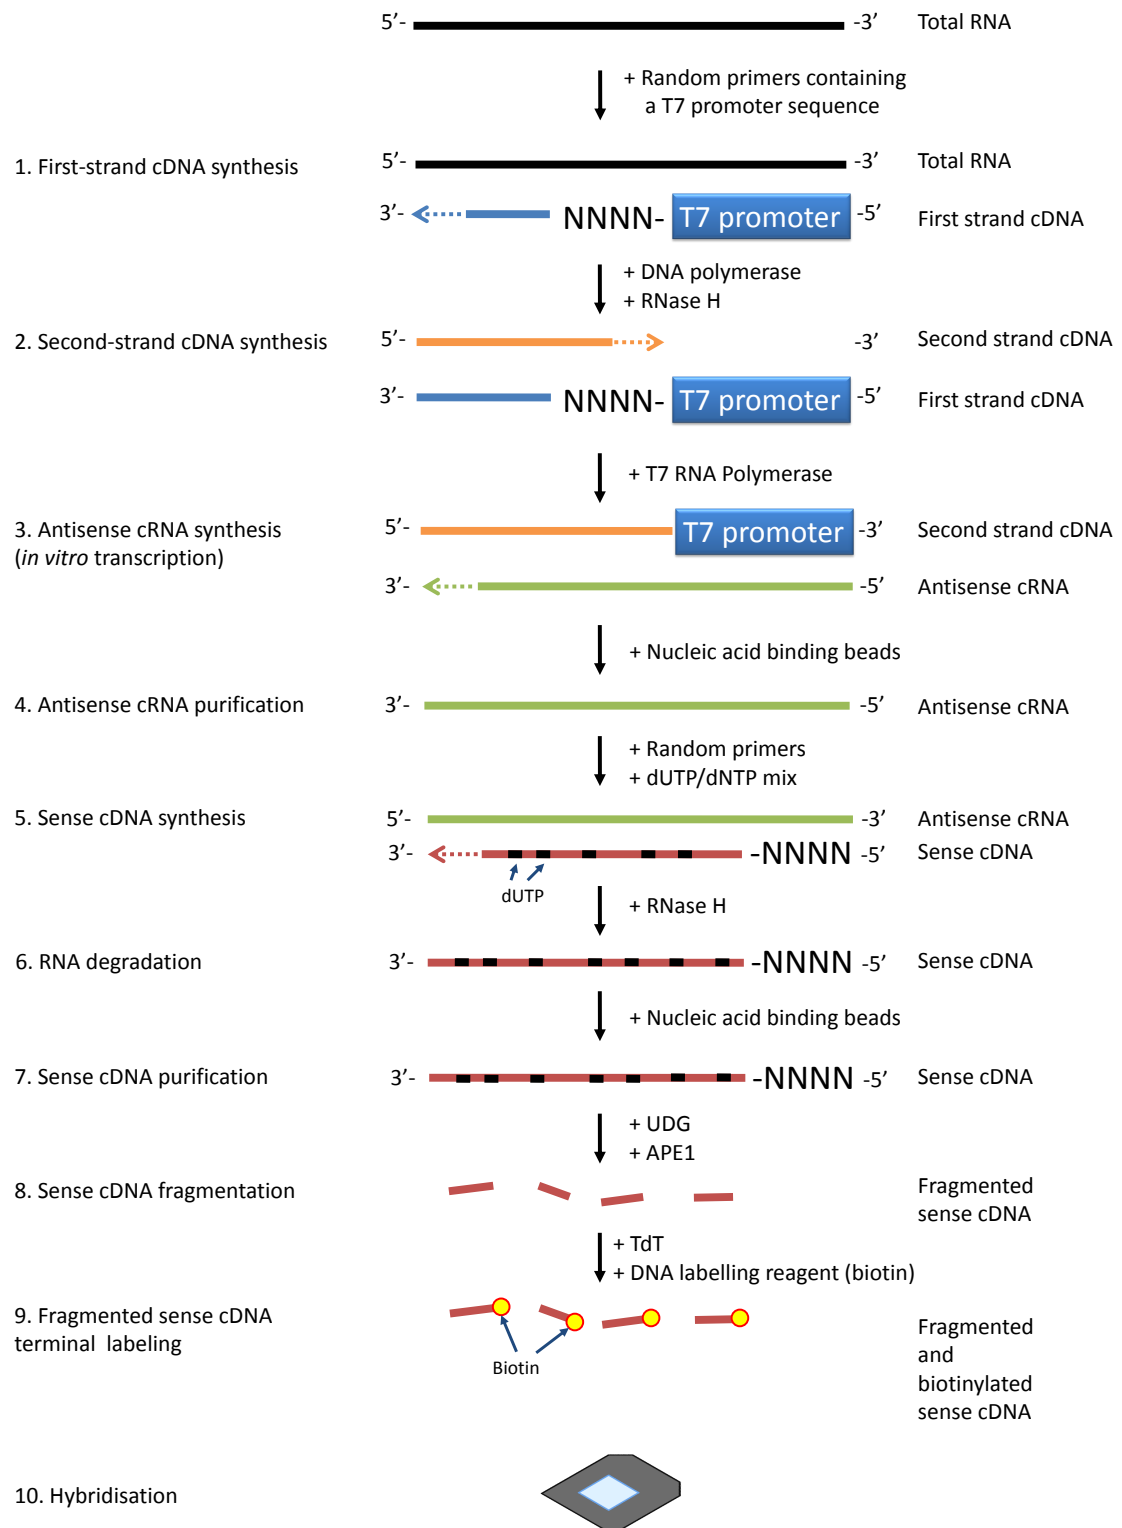 5’- -3’ Total RNA
+ Random primers containing
a T7 promoter sequence
5’- -3’ Total RNA
1. First-strand cDNA synthesis
3’- NNNN- T7 promoter -5’ First strand cDNA
+ DNA polymerase
+ RNase H
5’- -3’ Second strand cDNA
2. Second-strand cDNA synthesis
3’- NNNN- T7 promoter -5’ First strand cDNA
+ T7 RNA Polymerase
3. Antisense cRNA synthesis 5’- T7 promoter -3’ Second strand cDNA
(in vitro transcription)
3’- -5’ Antisense cRNA
+ Nucleic acid binding beads
4. Antisense cRNA purification 3’- -5’ Antisense cRNA
+ Random primers
+ dUTP/dNTP mix
5. Sense cDNA synthesis 5’- -3’ Antisense cRNA
3’- -NNNN -5’ Sense cDNA
dUTP
+ RNase H
6. RNA degradation 3’- -NNNN -5’ Sense cDNA
+ Nucleic acid binding beads
7. Sense cDNA purification 3’- -NNNN -5’ Sense cDNA
+ UDG
+ APE1
8. Sense cDNA fragmentation Fragmented
sense cDNA
+ TdT
+ DNA labelling reagent (biotin)
9. Fragmented sense cDNA
terminal labeling
Biotin
Fragmented
and
biotinylated
sense cDNA
10. Hybridisation